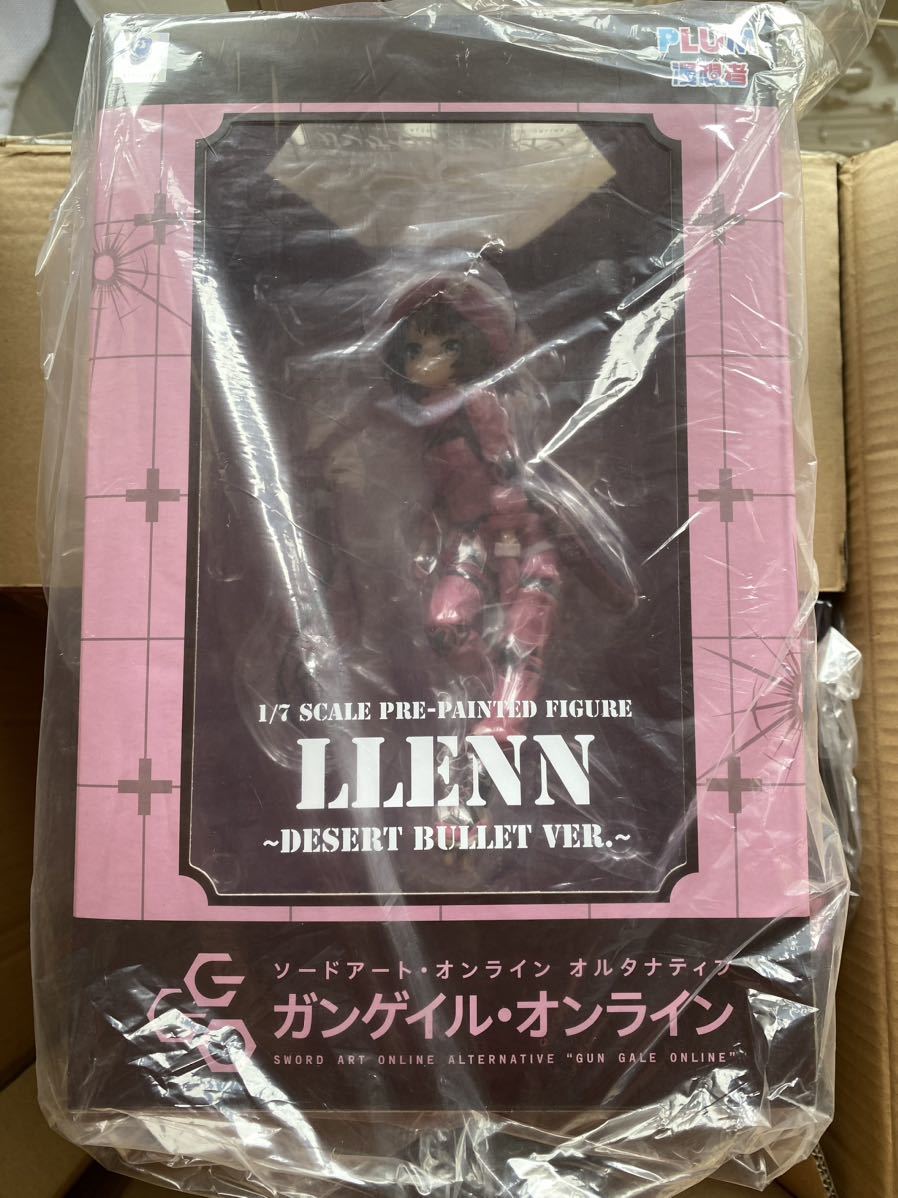 PLUM
1/7 SCALE PRE-PAINTED FIGURE
LLENN
~DESERT BULLET VER.~
ソードアート・オンライン オルタナティブ
ガンゲイル・オンライン
SWORD ART ONLINE ALTERNATIVE "GUN GALE ONLINE"